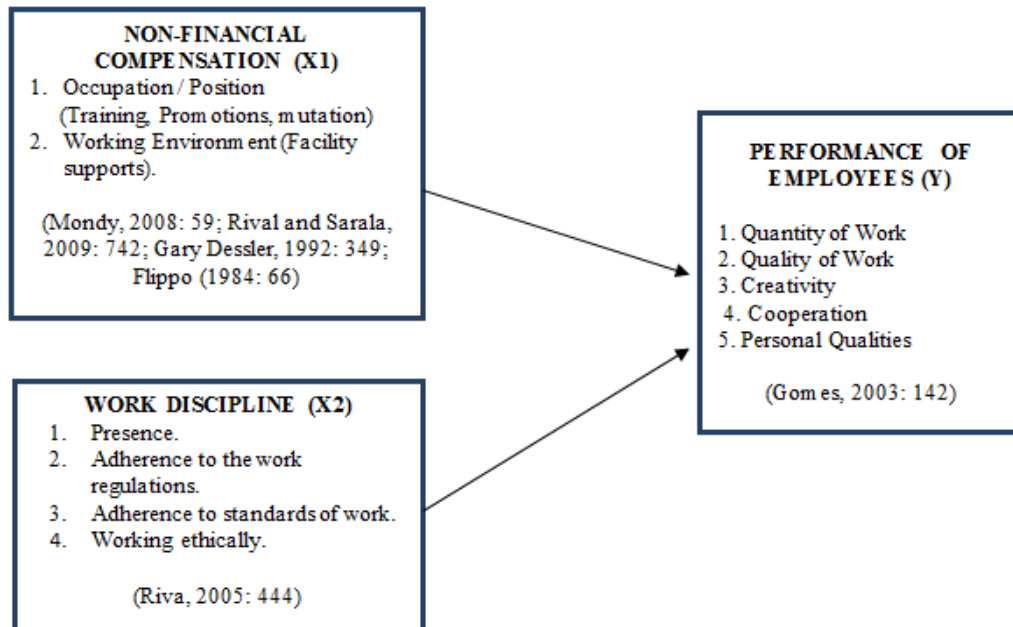 NON-FINANCIAL
COMPENSATION (X1)
1. Occupation / Position
(Training, Promotions, mutation)
2. Working Environment (Facility
supports).
(Mondy, 2008: 59; Rival and Sarala,
2009: 742; Gary Dessler, 1992: 349;
Flippo (1984: 66)
WORK DISCIPLINE (X2)
1. Presence.
2. Adherence to the work
regulations.
3. Adherence to standards of work.
4. Working ethically.
(Riva, 2005: 444)
PERFORMANCE OF
EMPLOYEES (Y)
1. Quantity of Work
2. Quality of Work
3. Creativity
4. Cooperation
5. Personal Qualities
(Gomes, 2003: 142)